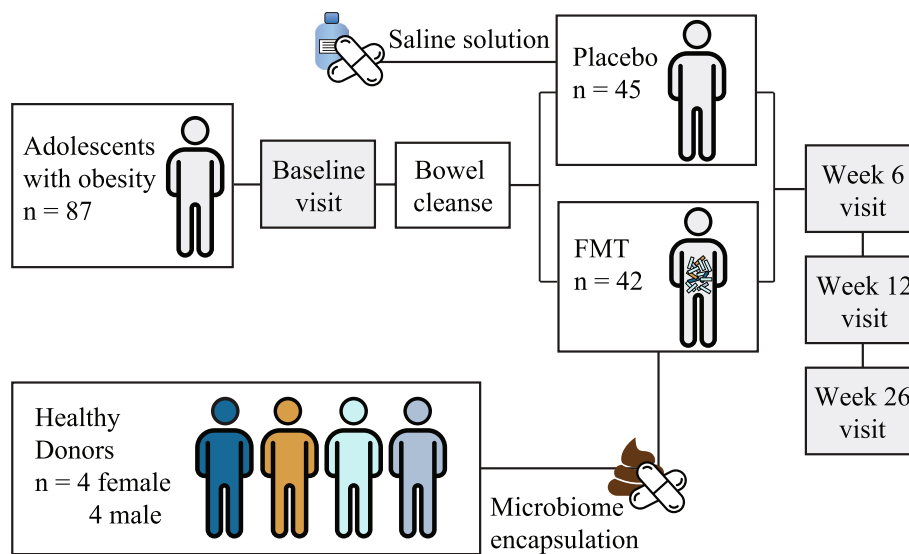 Saline solution
Placebo
n = 45
Adolescents
with obesity
n = 87
Baseline
visit
Bowel
cleanse
FMT
n = 42
Week 6
visit
Week 12
visit
Week 26
visit
Healthy
Donors
n = 4 female
4 male
Microbiome
encapsulation